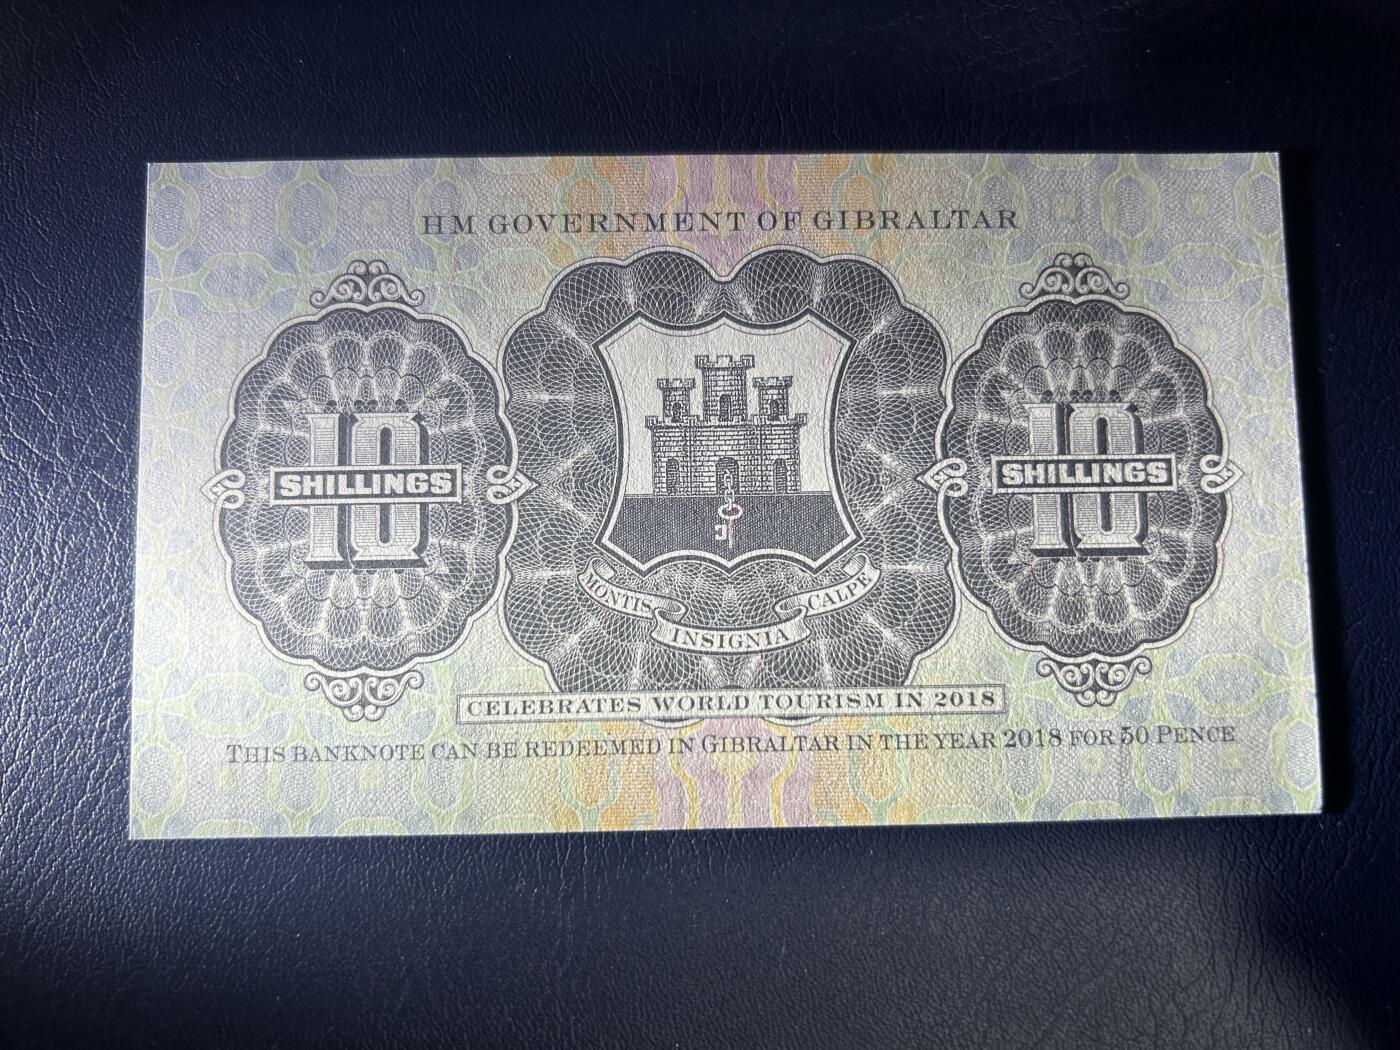 HM GOVERNMENT OF GIBRALTAR
10
SHILLINGS
10
SHILLINGS
MONTIS
INSIGNIA
CALPE
CELEBRATES WORLD TOURISM IN 2018
THIS BANKNOTE CAN BE REDEEMED IN GIBRALTAR IN THE YEAR 2018 FOR 50 PENCE